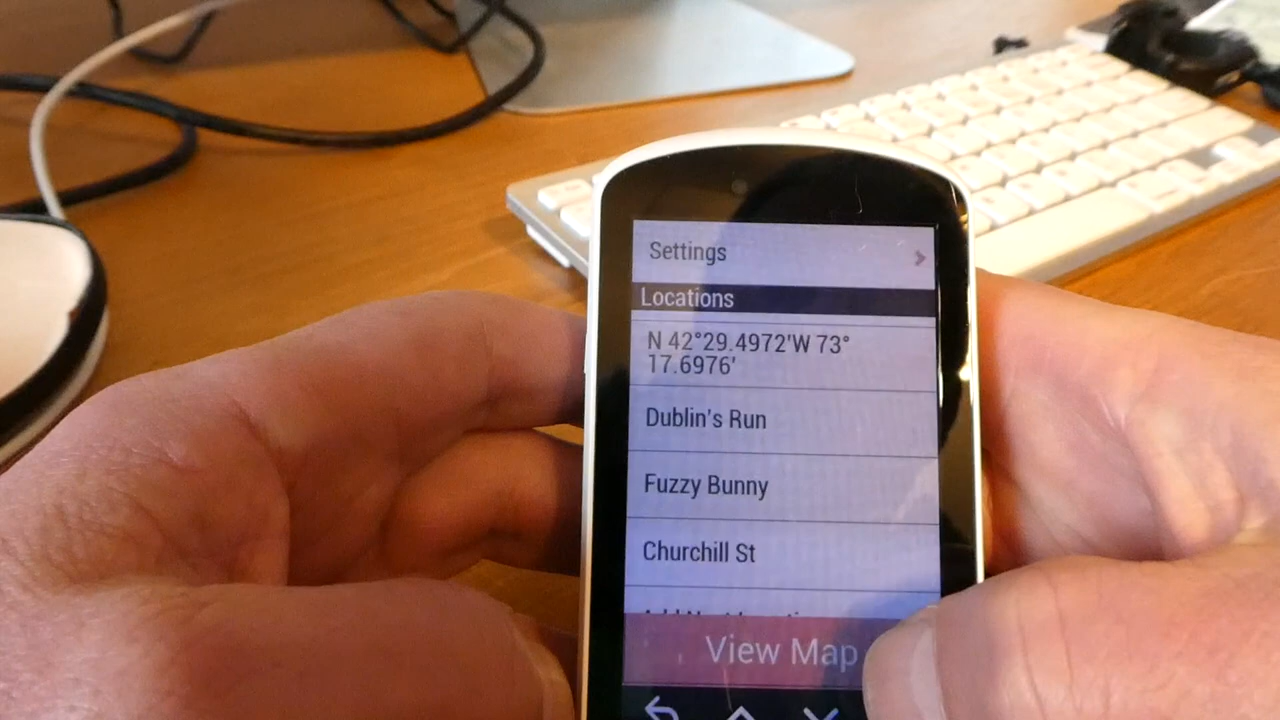 Settings
Locations
N 42°29.4972'W 73°
17.6976'
Dublin's Run
Fuzzy Bunny
Churchill St
View Map